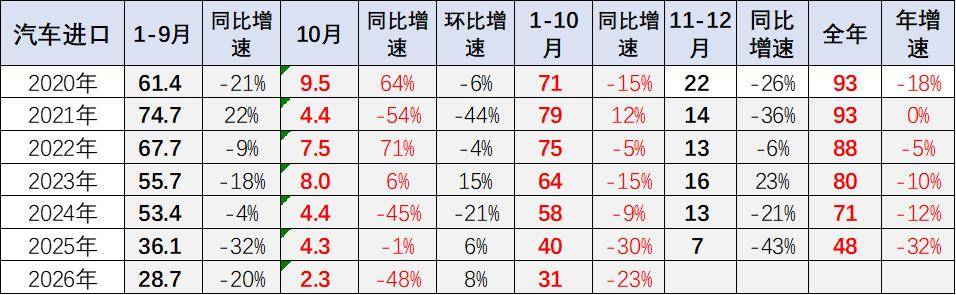 汽车进口 1-9月 同比增速 10月 同比增速 环比增速 1-10月 同比增速 11-12月 同比增速 全年 年增速
2020年 61.4 -21% 9.5 64% -6% 71 -15% 22 -26% 93 -18%
2021年 74.7 22% 4.4 -54% -44% 79 12% 14 -36% 93 0%
2022年 67.7 -9% 7.5 71% -4% 75 -5% 13 -6% 88 -5%
2023年 55.7 -18% 8.0 6% 15% 64 -15% 16 23% 80 -10%
2024年 53.4 -4% 4.4 -45% -21% 58 -9% 13 -21% 71 -12%
2025年 36.1 -32% 4.3 -1% 6% 40 -30% 7 -43% 48 -32%
2026年 28.7 -20% 2.3 -48% 8% 31 -23%